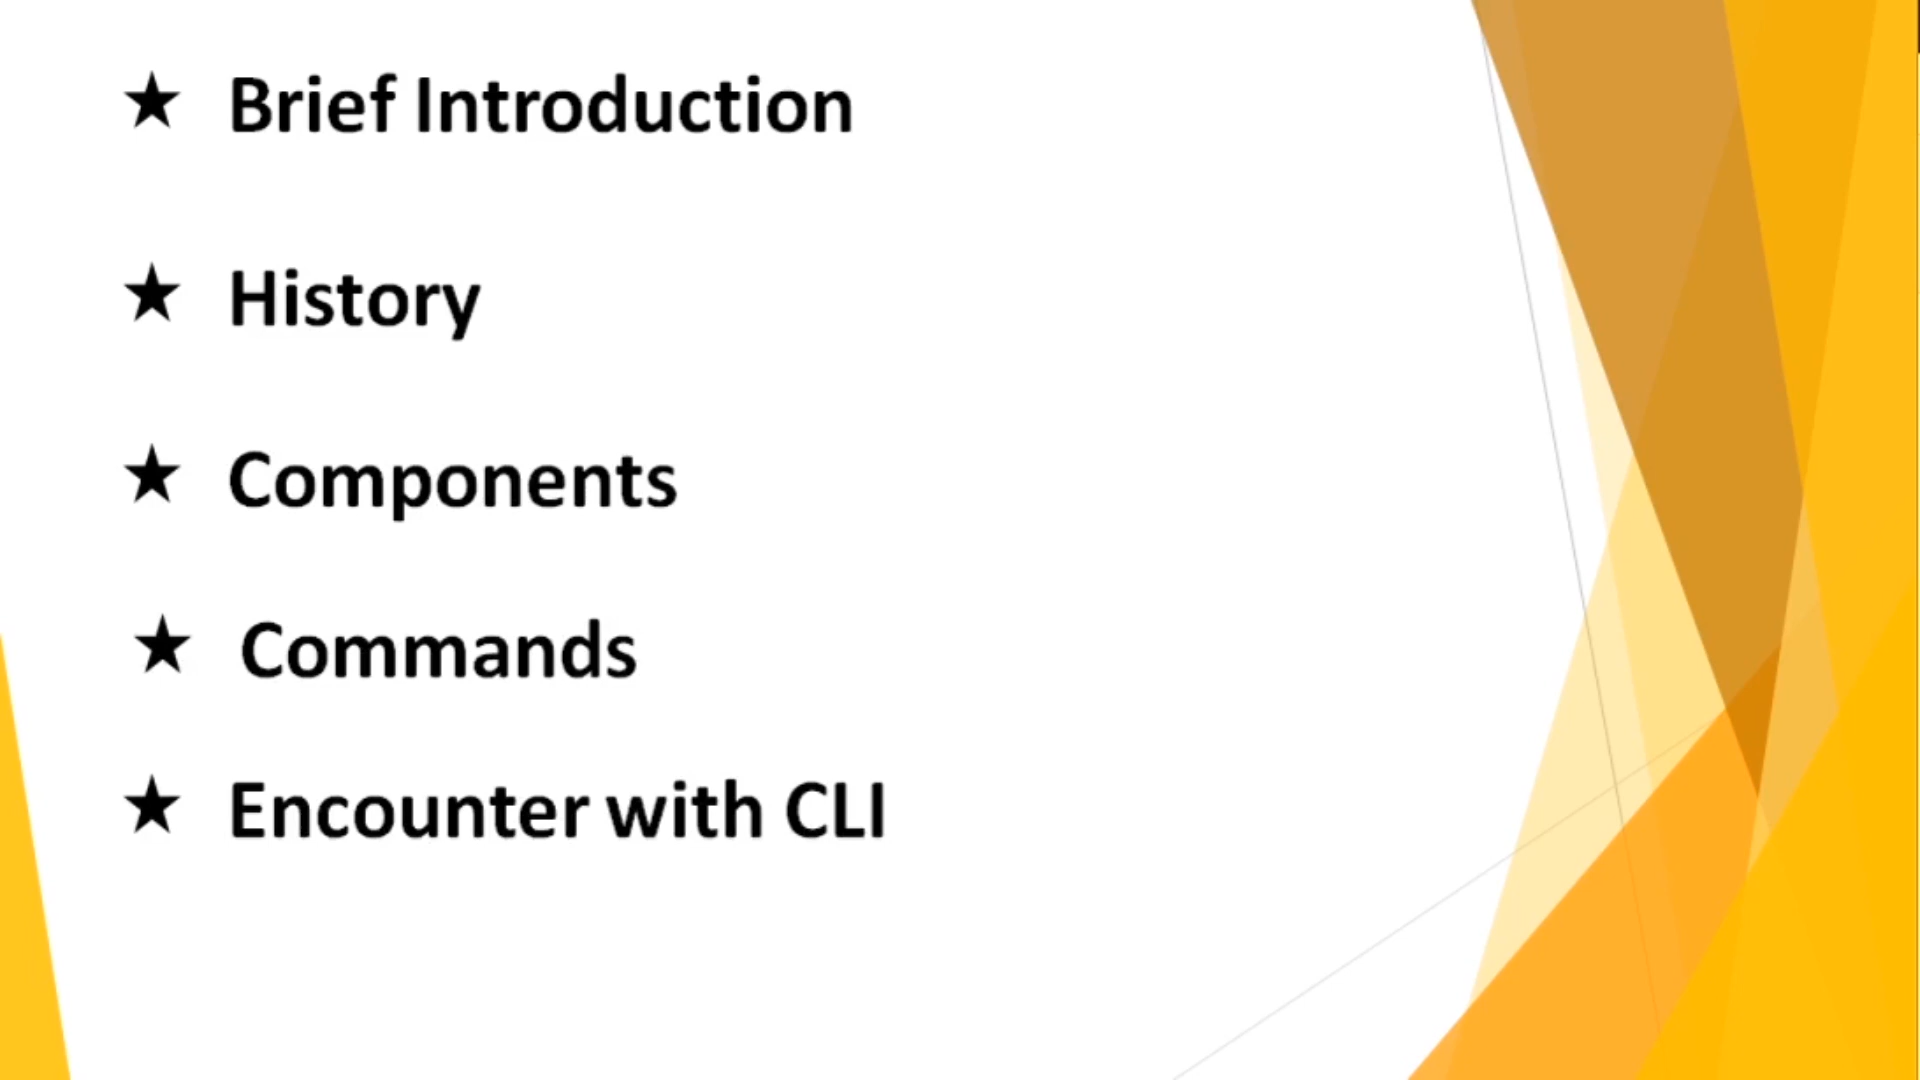 ★ Brief Introduction
★ History
★ Components
★ Commands
★ Encounter with CLI